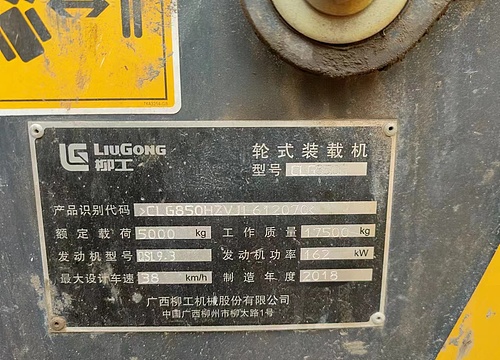 LIUGONG
柳工
轮式装载机
型号 CLG
产品识别代码
额定载荷 5000 kg 工作质量 17500 kg
发动机型号 发动机功率 162 kW
最大设计车速 38 km/h 制造年度 2018
广西柳工机械股份有限公司
中国广西柳州市柳太路1号